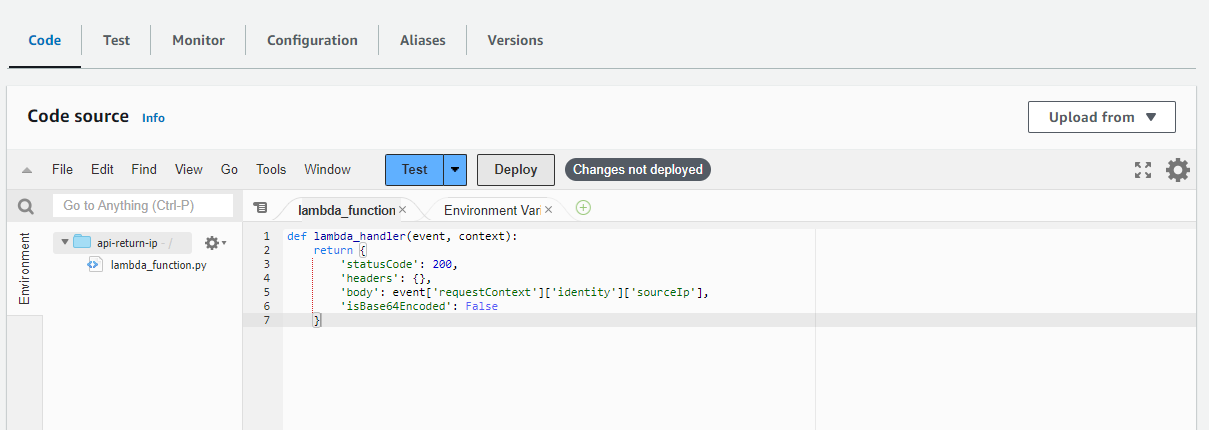 Code Test Monitor Configuration Aliases Versions
Code source Info Upload from
File Edit Find View Go Tools Window Test Deploy Changes not deployed
Go to Anything (Ctrl-P) lambda_function Environment Vari
Environment
api-return-ip - /
lambda_function.py
1 def lambda_handler(event, context):
2 return {
3 'statusCode': 200,
4 'headers': {},
5 'body': event['requestContext']['identity']['sourceIp'],
6 'isBase64Encoded': False
7 }